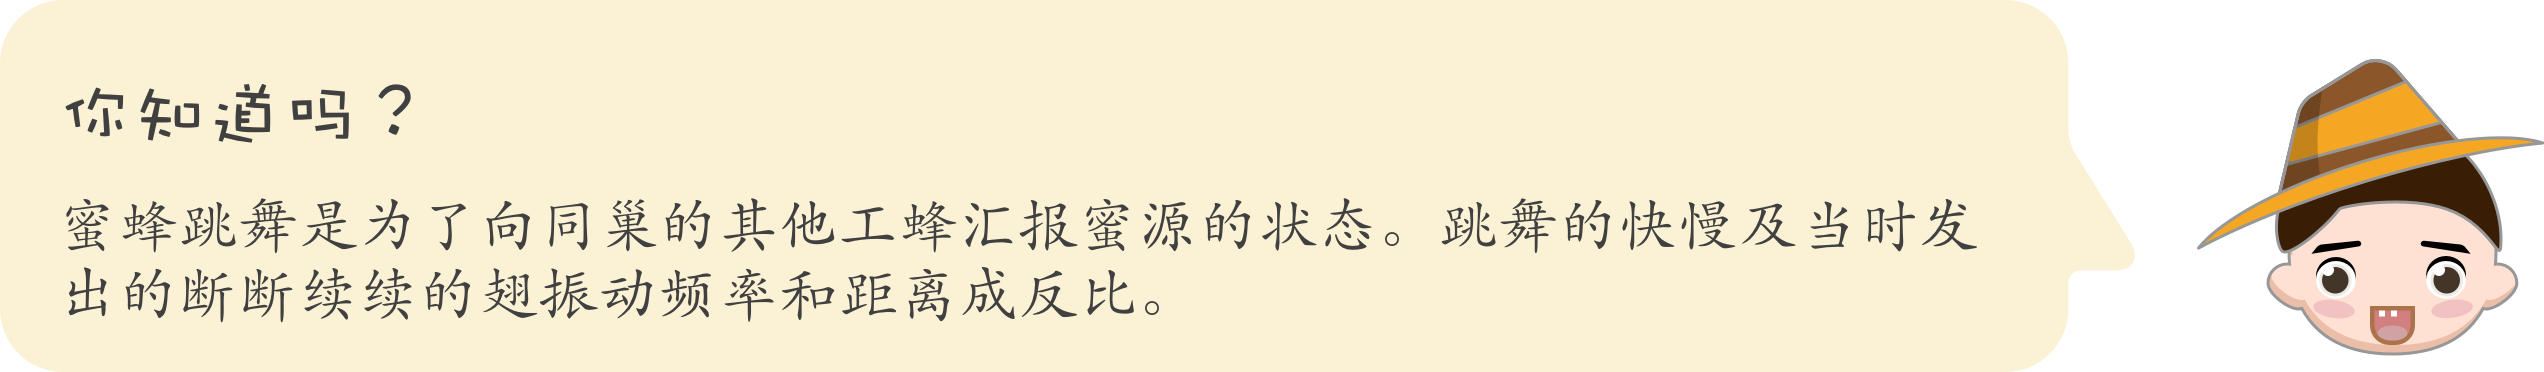 你知道吗？
蜜蜂跳舞是为了向同巢的其他工蜂汇报蜜源的状态。跳舞的快慢及当时发
出的断断续续的翅振动频率和距离成反比。